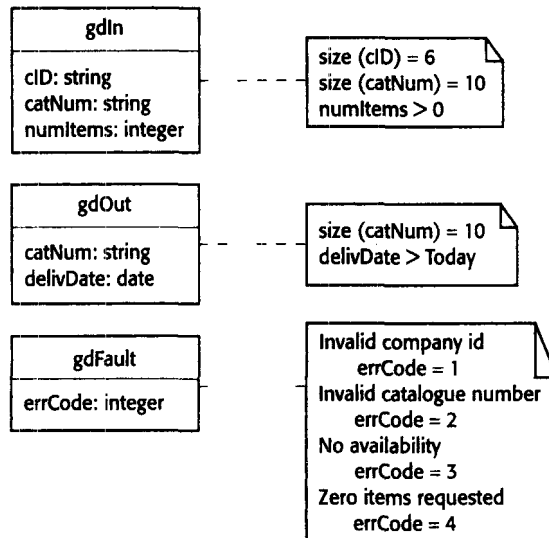 gdIn
cID: string
catNum: string
numItems: integer
size (cID) = 6
size (catNum) = 10
numItems > 0
gdOut
catNum: string
delivDate: date
size (catNum) = 10
delivDate > Today
gdFault
errCode: integer
Invalid company id
errCode = 1
Invalid catalogue number
errCode = 2
No availability
errCode = 3
Zero items requested
errCode = 4